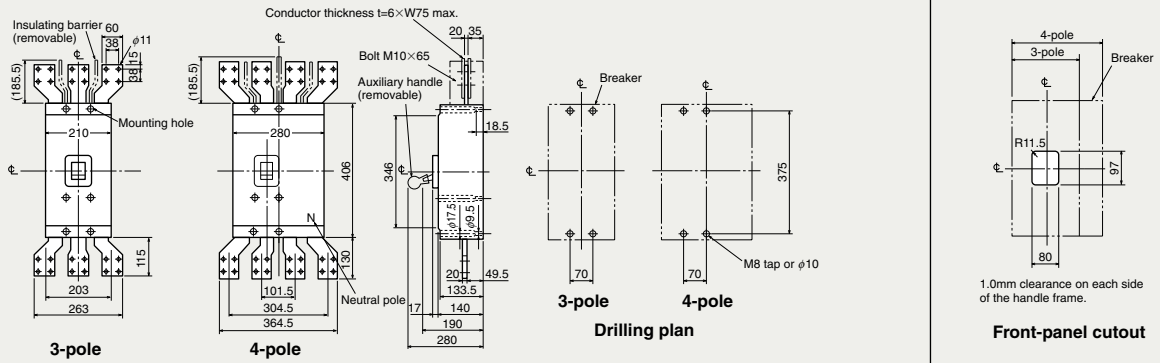 Conductor thickness t=6×W75 max.
Insulating barrier
(removable)
60
38
φ11
15
38
(185.5)
℄
Mounting hole
210
℄
115
203
263
3-pole
℄
(185.5)
280
406
N
130
101.5
304.5
364.5
Neutral pole
4-pole
20 35
Bolt M10×65
Auxiliary handle
(removable)
18.5
℄
346
φ17.5
φ9.5
20
49.5
133.5
17
140
190
280
Breaker
℄
℄
70
3-pole
℄
375
70
M8 tap or φ10
4-pole
Drilling plan
4-pole
3-pole
Breaker
℄
R11.5
℄
97
80
1.0mm clearance on each side
of the handle frame.
Front-panel cutout